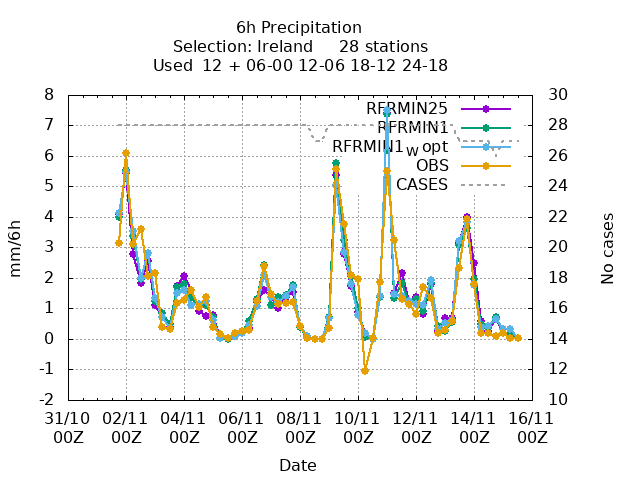 6h Precipitation
Selection: Ireland 28 stations
Used 12 + 06-00 12-06 18-12 24-18
8 30
7 28
6 26
5 24
4 22
3 20
2 18
1 16
0 14
-1 12
-2 10
RFRMIN25
RFRMIN1
RFRMIN1W opt
OBS
CASES
mm/6h
No cases
31/10 02/11 04/11 06/11 08/11 10/11 12/11 14/11 16/11
00Z 00Z 00Z 00Z 00Z 00Z 00Z 00Z 00Z
Date